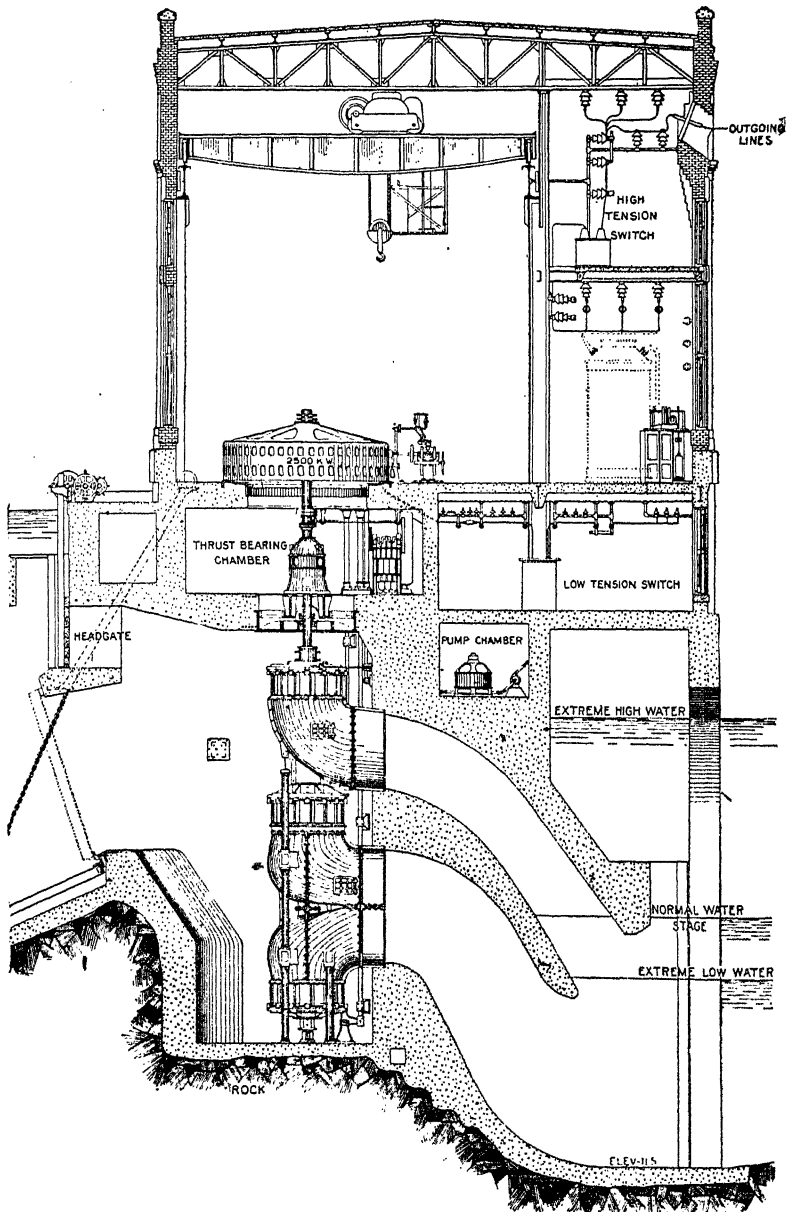 OUTGOING
LINES
HIGH
TENSION
SWITCH
2500 K.W.
THRUST BEARING
CHAMBER
LOW TENSION SWITCH
HEADGATE
PUMP CHAMBER
EXTREME HIGH WATER
NORMAL WATER
STAGE
EXTREME LOW WATER
ROCK
ELEV-11.5